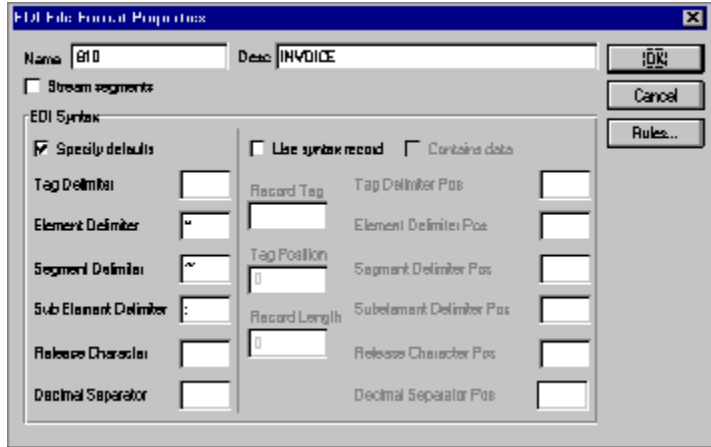 EDI File Format Properties
Name 810 Desc INVOICE OK
Stream segments Cancel
EDI Syntax Rules...
Specify defaults Use syntax record Contains data
Tag Delimiter Record Tag Tag Delimiter Pos
Element Delimiter * Element Delimiter Pos
Segment Delimiter ~ Tag Position 0 Segment Delimiter Pos
Sub Element Delimiter : Record Length Subelement Delimiter Pos
Release Character 0 Release Character Pos
Decimal Separator Decimal Separator Pos